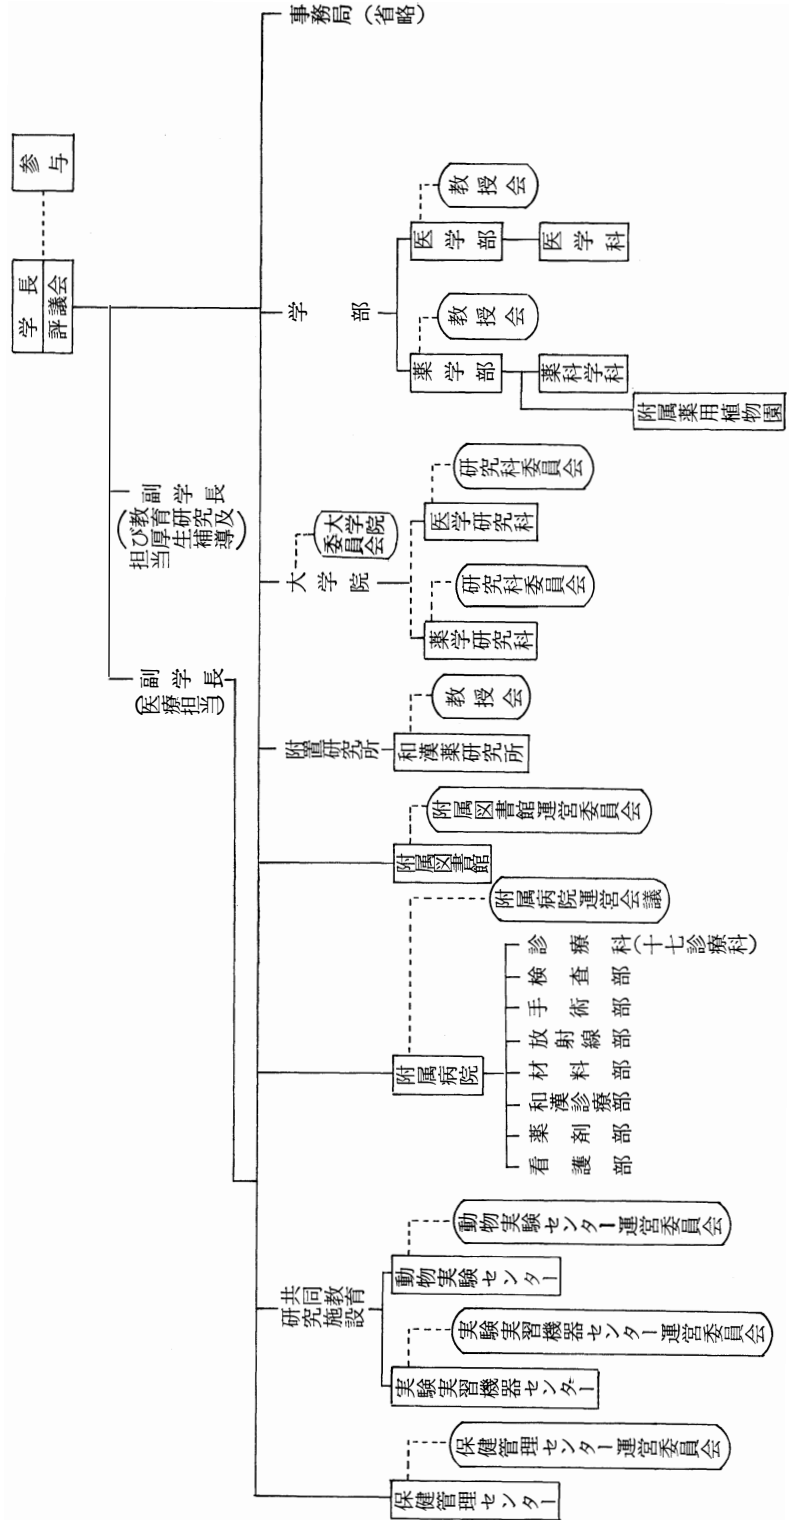 学長
評議会
参与
副学長
(教育研究及
び厚生補導)
担当
副学長
(医療担当)
事務局(省略)
学部
医学部
教授会
医学科
薬学部
教授会
薬科学科
附属薬用植物園
大学院
大学院
委員会
医学研究科
研究科委員会
薬学研究科
研究科委員会
附置研究所
和漢薬研究所
教授会
附属図書館
附属図書館運営委員会
附属病院
附属病院運営会議
診療科(十七診療科)
検査部
手術部
放射線部
材料部
和漢診療部
薬剤部
看護部
共同教育
研究施設
動物実験センター
動物実験センター運営委員会
実験実習機器センター
実験実習機器センター運営委員会
保健管理センター
保健管理センター運営委員会